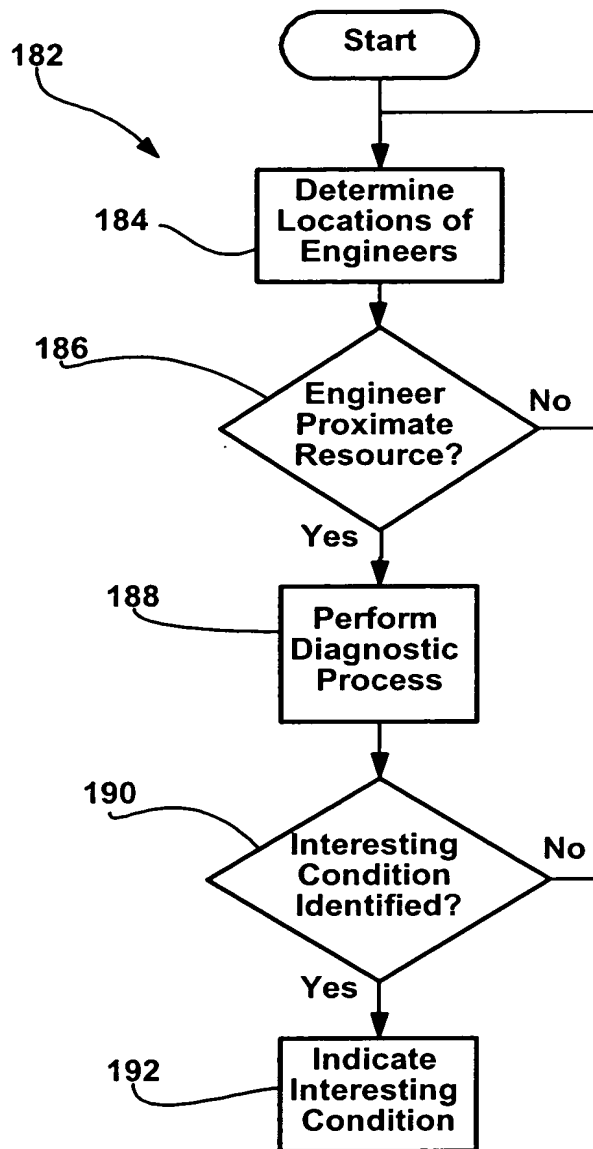 Start
182
Determine
Locations of
Engineers
184
186
Engineer
Proximate
Resource?
No
Yes
188
Perform
Diagnostic
Process
190
Interesting
Condition
Identified?
No
Yes
192
Indicate
Interesting
Condition